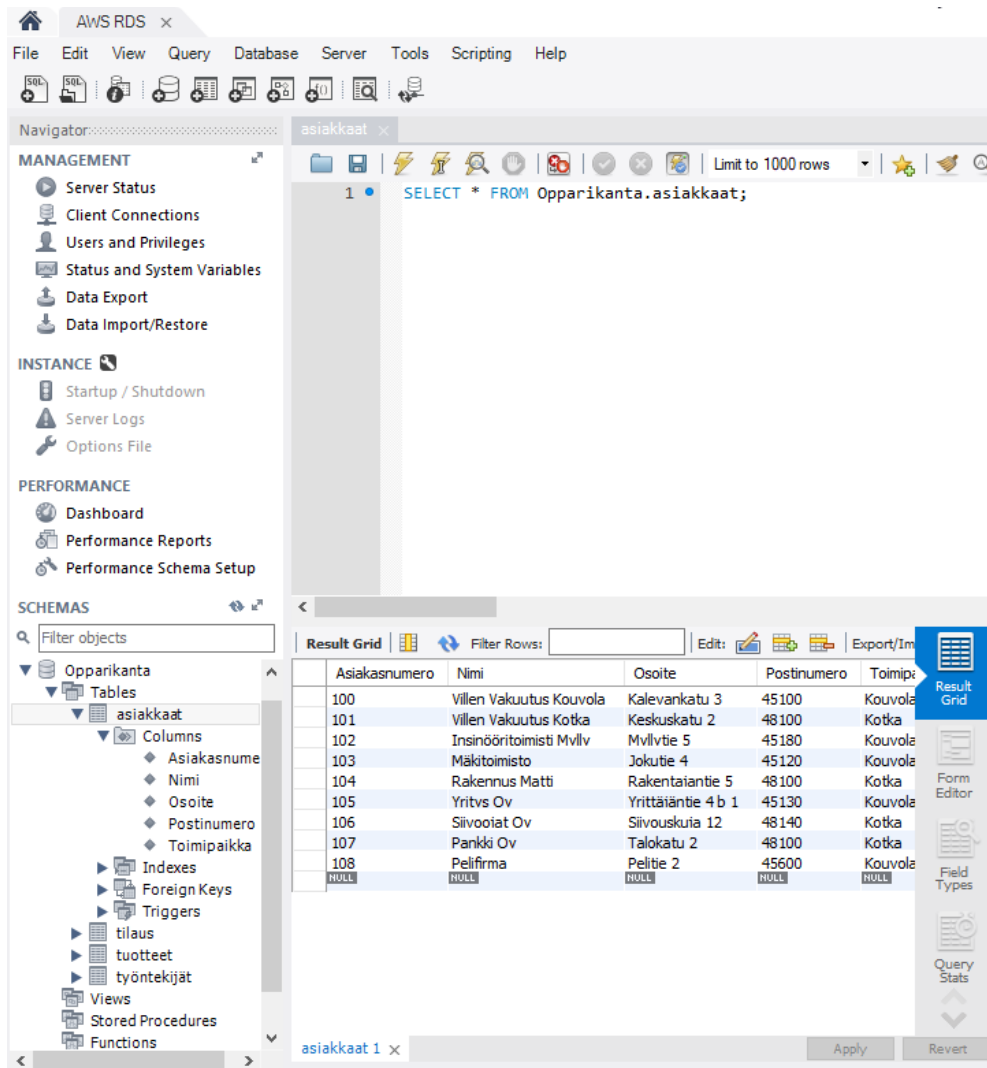 AWS RDS
File Edit View Query Database Server Tools Scripting Help
Navigator
MANAGEMENT
Server Status
Client Connections
Users and Privileges
Status and System Variables
Data Export
Data Import/Restore
INSTANCE
Startup / Shutdown
Server Logs
Options File
PERFORMANCE
Dashboard
Performance Reports
Performance Schema Setup
SCHEMAS
Filter objects
Opparikanta
Tables
asiakkaat
Columns
Asiakasnume
Nimi
Osoite
Postinumero
Toimipaikka
Indexes
Foreign Keys
Triggers
tilaus
tuotteet
työntekijät
Views
Stored Procedures
Functions
asiakkaat
Limit to 1000 rows
1 SELECT * FROM Opparikanta.asiakkaat;
Result Grid Filter Rows: Edit: Export/Im
Asiakasnumero Nimi Osoite Postinumero Toimipa
100 Villen Vakuutus Kouvola Kalevankatu 3 45100 Kouvola
101 Villen Vakuutus Kotka Keskuskatu 2 48100 Kotka
102 Insinööritoimisti Mylly Myllytie 5 45180 Kouvola
103 Mäkitoimisto Jokutie 4 45120 Kouvola
104 Rakennus Matti Rakentajantie 5 48100 Kotka
105 Yritys Oy Yrittäjäntie 4 b 1 45130 Kouvola
106 Siivoojat Oy Siivouskuja 12 48140 Kotka
107 Pankki Oy Talokatu 2 48100 Kotka
108 Pelifirma Pelitie 2 45600 Kouvola
NULL NULL NULL NULL NULL
Result Grid
Form Editor
Field Types
Query Stats
asiakkaat 1
Apply Revert